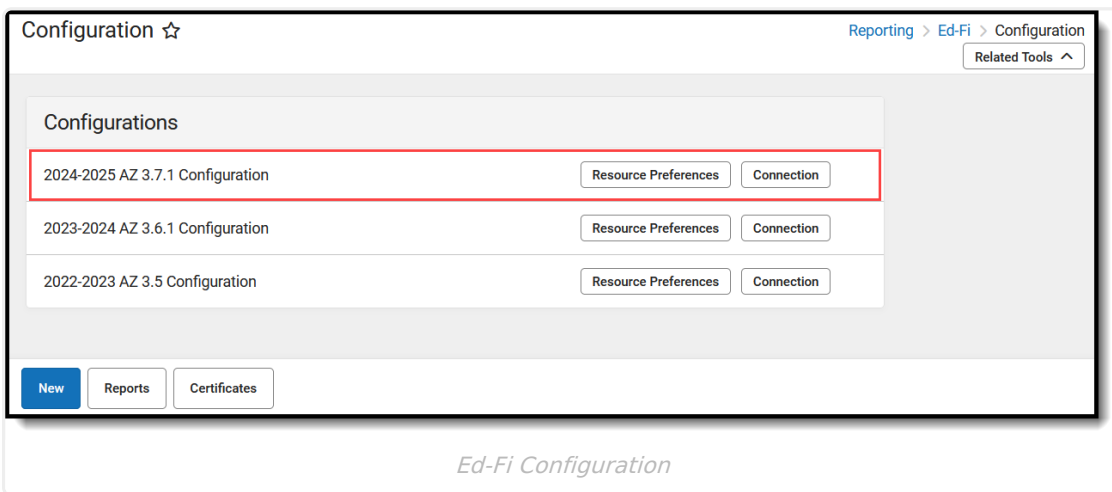 Configuration
Reporting > Ed-Fi > Configuration
Related Tools
Configurations
2024-2025 AZ 3.7.1 Configuration Resource Preferences Connection
2023-2024 AZ 3.6.1 Configuration Resource Preferences Connection
2022-2023 AZ 3.5 Configuration Resource Preferences Connection
New Reports Certificates
Ed-Fi Configuration